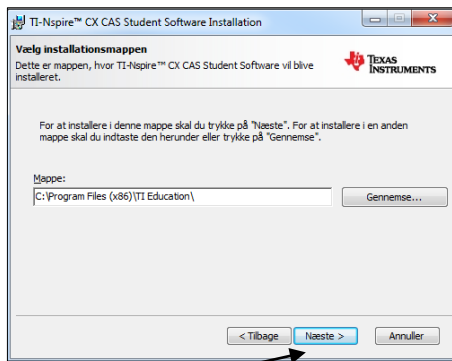 TI-Nspire™ CX CAS Student Software Installation
Vælg installationsmappen
Dette er mappen, hvor TI-Nspire™ CX CAS Student Software vil blive
installeret.
TEXAS
INSTRUMENTS
For at installere i denne mappe skal du trykke på "Næste". For at installere i en anden
mappe skal du indtaste den herunder eller trykke på "Gennemse".
Mappe:
C:\Program Files (x86)\TI Education\
Gennemse...
< Tilbage
Næste >
Annuller